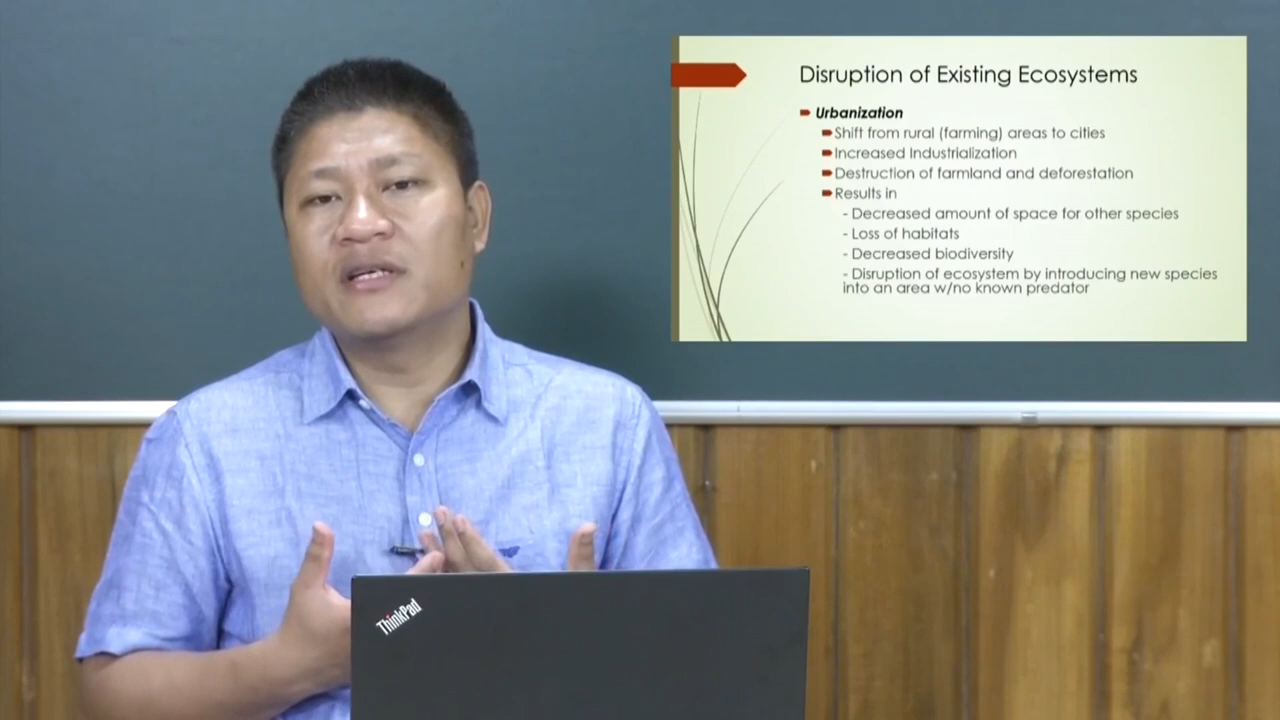 Disruption of Existing Ecosystems
Urbanization
Shift from rural (farming) areas to cities
Increased Industrialization
Destruction of farmland and deforestation
Results in
- Decreased amount of space for other species
- Loss of habitats
- Decreased biodiversity
- Disruption of ecosystem by introducing new species
into an area w/no known predator
ThinkPad